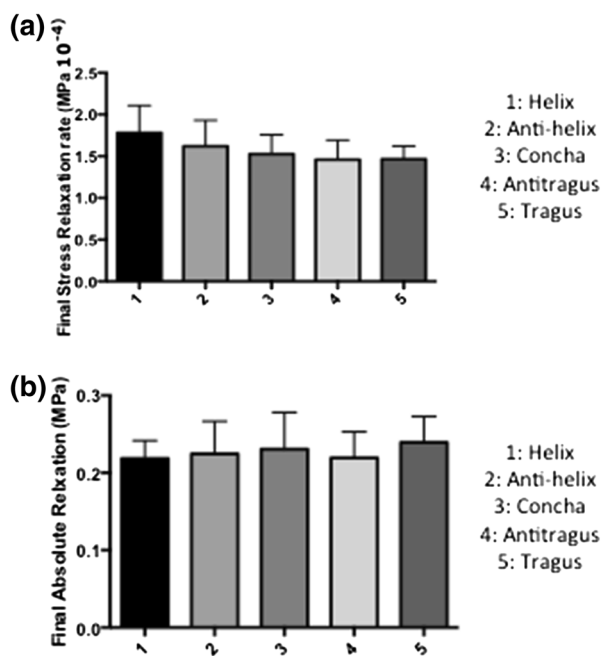 (a)
Final Stress Relaxation rate (MPa 10⁻⁴)
2.5
2.0
1.5
1.0
0.5
0.0
1 2 3 4 5
1: Helix
2: Anti-helix
3: Concha
4: Antitragus
5: Tragus
(b)
Final Absolute Relxation (MPa)
0.3
0.2
0.1
0.0
1 2 3 4 5
1: Helix
2: Anti-helix
3: Concha
4: Antitragus
5: Tragus